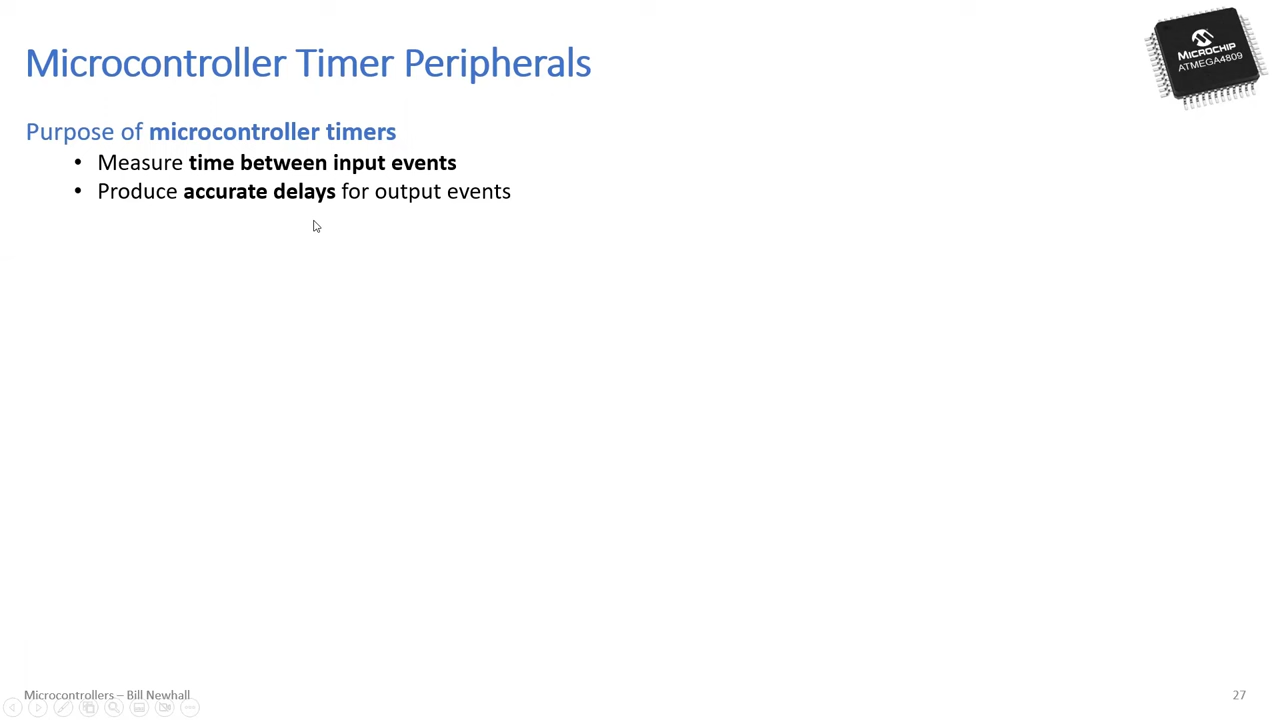 Microcontroller Timer Peripherals
MICROCHIP
ATMEGA4809
Purpose of microcontroller timers
• Measure time between input events
• Produce accurate delays for output events
Microcontrollers – Bill Newhall
27